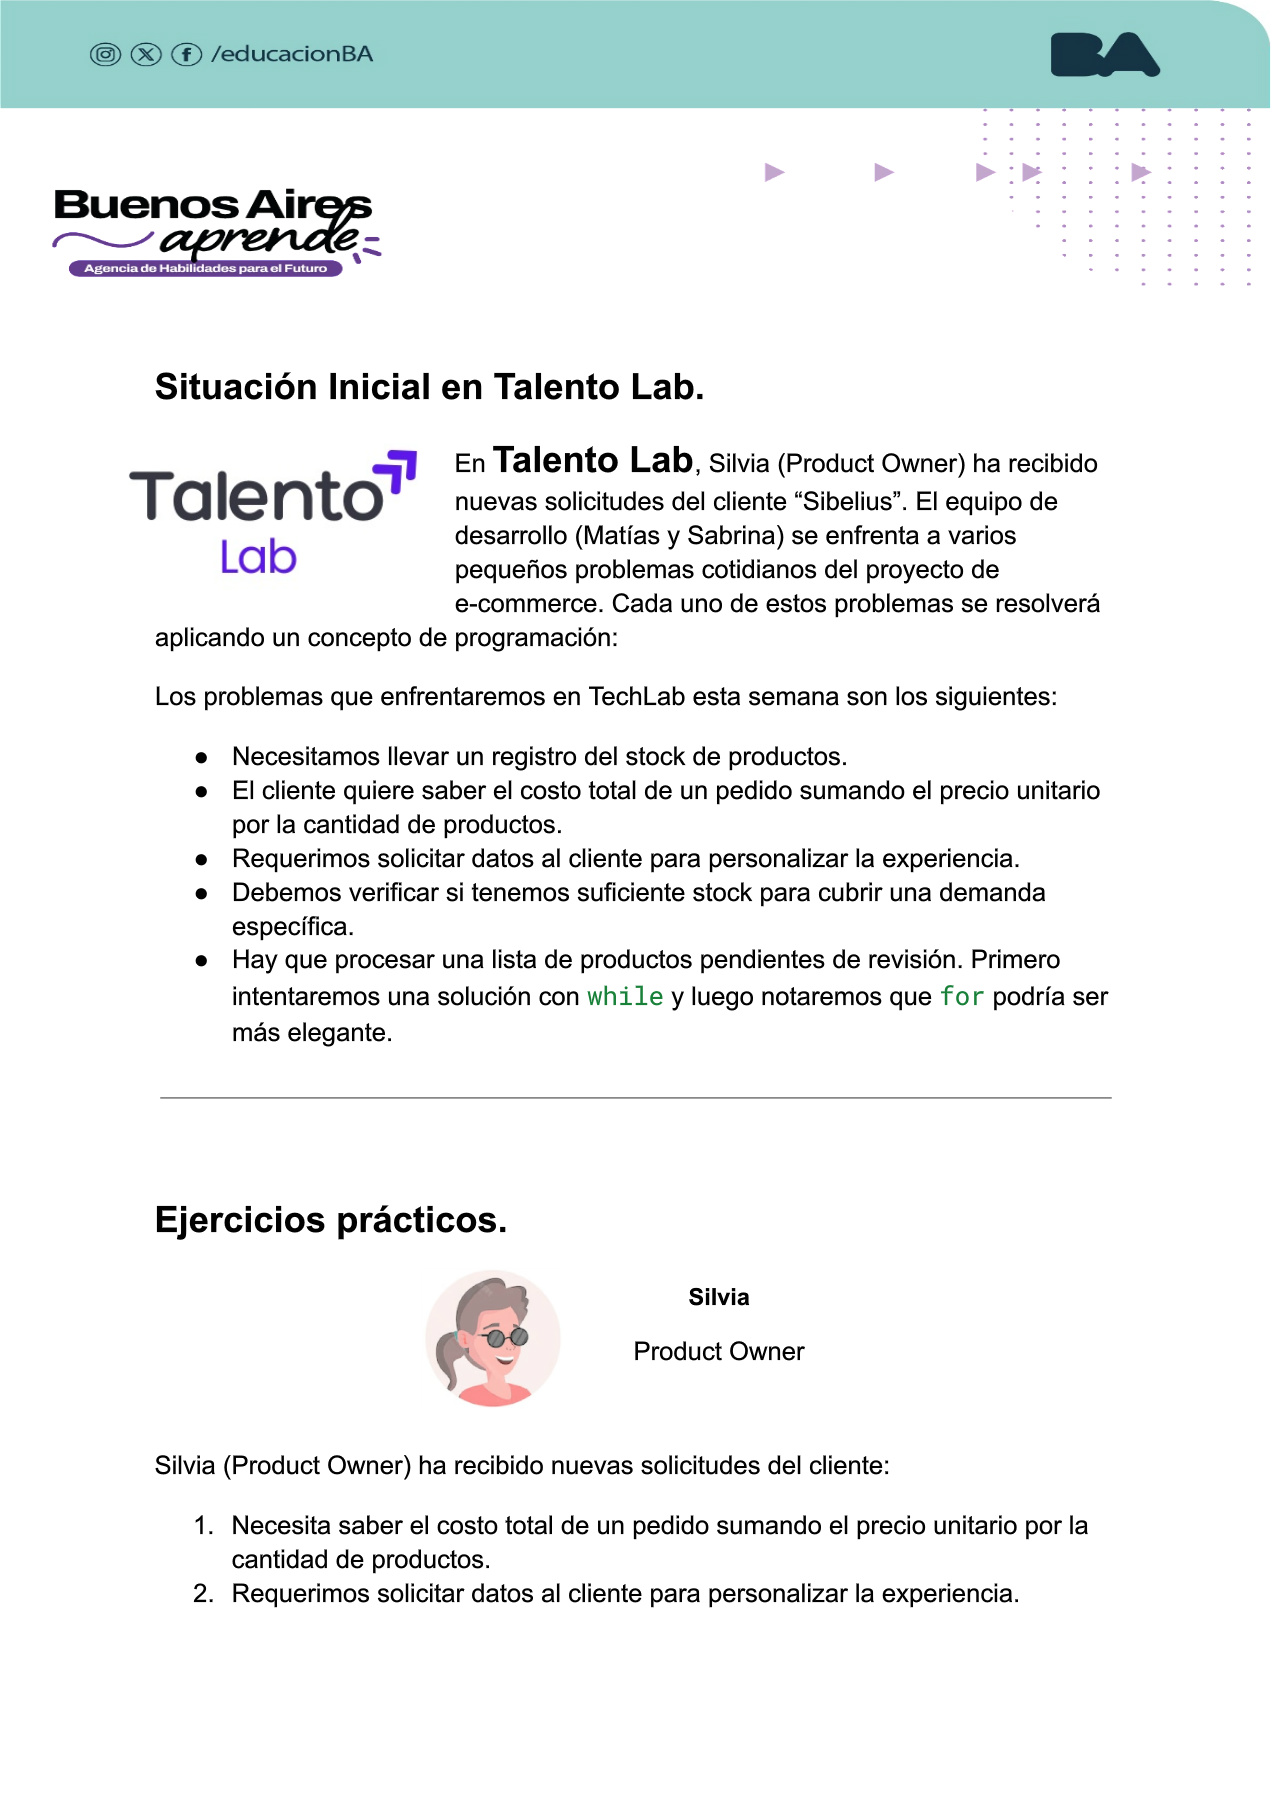 /educacionBA
BA
Buenos Aires
aprende
Agencia de Habilidades para el Futuro
Situación Inicial en Talento Lab.
Talento
Lab
En Talento Lab, Silvia (Product Owner) ha recibido
nuevas solicitudes del cliente “Sibelius”. El equipo de
desarrollo (Matías y Sabrina) se enfrenta a varios
pequeños problemas cotidianos del proyecto de
e-commerce. Cada uno de estos problemas se resolverá
aplicando un concepto de programación:
Los problemas que enfrentaremos en TechLab esta semana son los siguientes:
● Necesitamos llevar un registro del stock de productos.
● El cliente quiere saber el costo total de un pedido sumando el precio unitario
por la cantidad de productos.
● Requerimos solicitar datos al cliente para personalizar la experiencia.
● Debemos verificar si tenemos suficiente stock para cubrir una demanda
específica.
● Hay que procesar una lista de productos pendientes de revisión. Primero
intentaremos una solución con while y luego notaremos que for podría ser
más elegante.
Ejercicios prácticos.
Silvia
Product Owner
Silvia (Product Owner) ha recibido nuevas solicitudes del cliente:
1. Necesita saber el costo total de un pedido sumando el precio unitario por la
cantidad de productos.
2. Requerimos solicitar datos al cliente para personalizar la experiencia.